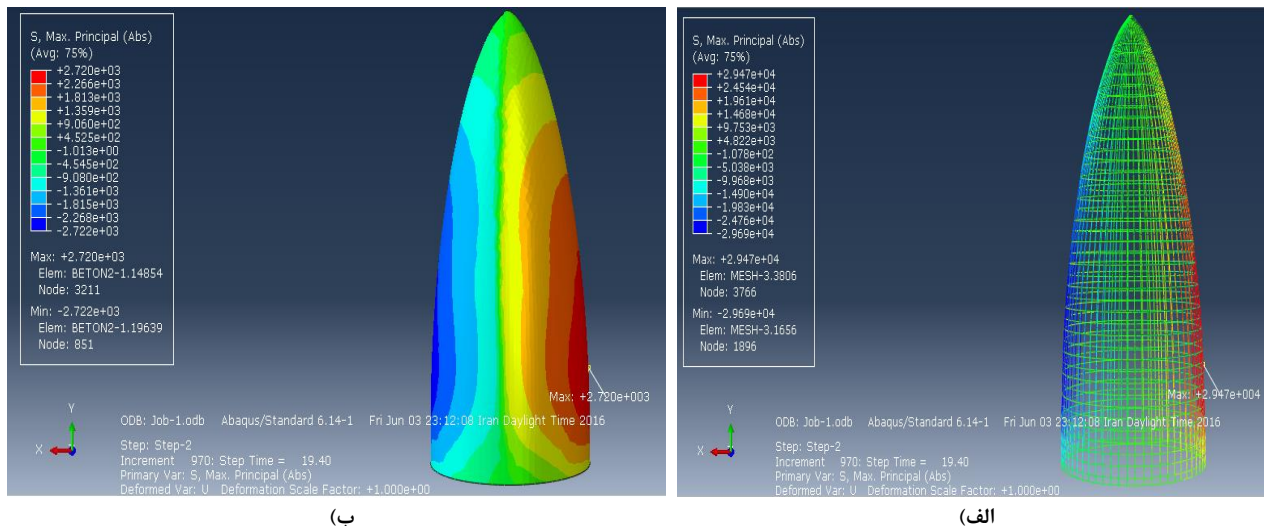 S, Max. Principal (Abs)
(Avg: 75%)
+2.720e+03
+2.266e+03
+1.813e+03
+1.359e+03
+9.060e+02
+4.525e+02
-1.013e+00
-4.545e+02
-9.080e+02
-1.361e+03
-1.815e+03
-2.268e+03
-2.722e+03
Max: +2.720e+03
Elem: BETON2-1.14854
Node: 3211
Min: -2.722e+03
Elem: BETON2-1.19639
Node: 851
Max: +2.720e+003
Y
X
ODB: Job-1.odb Abaqus/Standard 6.14-1 Fri Jun 03 23:12:08 Iran Daylight Time 2016
Step: Step-2
Increment 970: Step Time = 19.40
Primary Var: S, Max. Principal (Abs)
Deformed Var: U Deformation Scale Factor: +1.000e+00
ب)
S, Max. Principal (Abs)
(Avg: 75%)
+2.947e+04
+2.454e+04
+1.961e+04
+1.468e+04
+9.753e+03
+4.822e+03
-1.078e+02
-5.038e+03
-9.968e+03
-1.490e+04
-1.983e+04
-2.476e+04
-2.969e+04
Max: +2.947e+04
Elem: MESH-3.3806
Node: 3766
Min: -2.969e+04
Elem: MESH-3.1656
Node: 1896
Max: +2.947e+004
Y
X
ODB: Job-1.odb Abaqus/Standard 6.14-1 Fri Jun 03 23:12:08 Iran Daylight Time 2016
Step: Step-2
Increment 970: Step Time = 19.40
Primary Var: S, Max. Principal (Abs)
Deformed Var: U Deformation Scale Factor: +1.000e+00
الف)